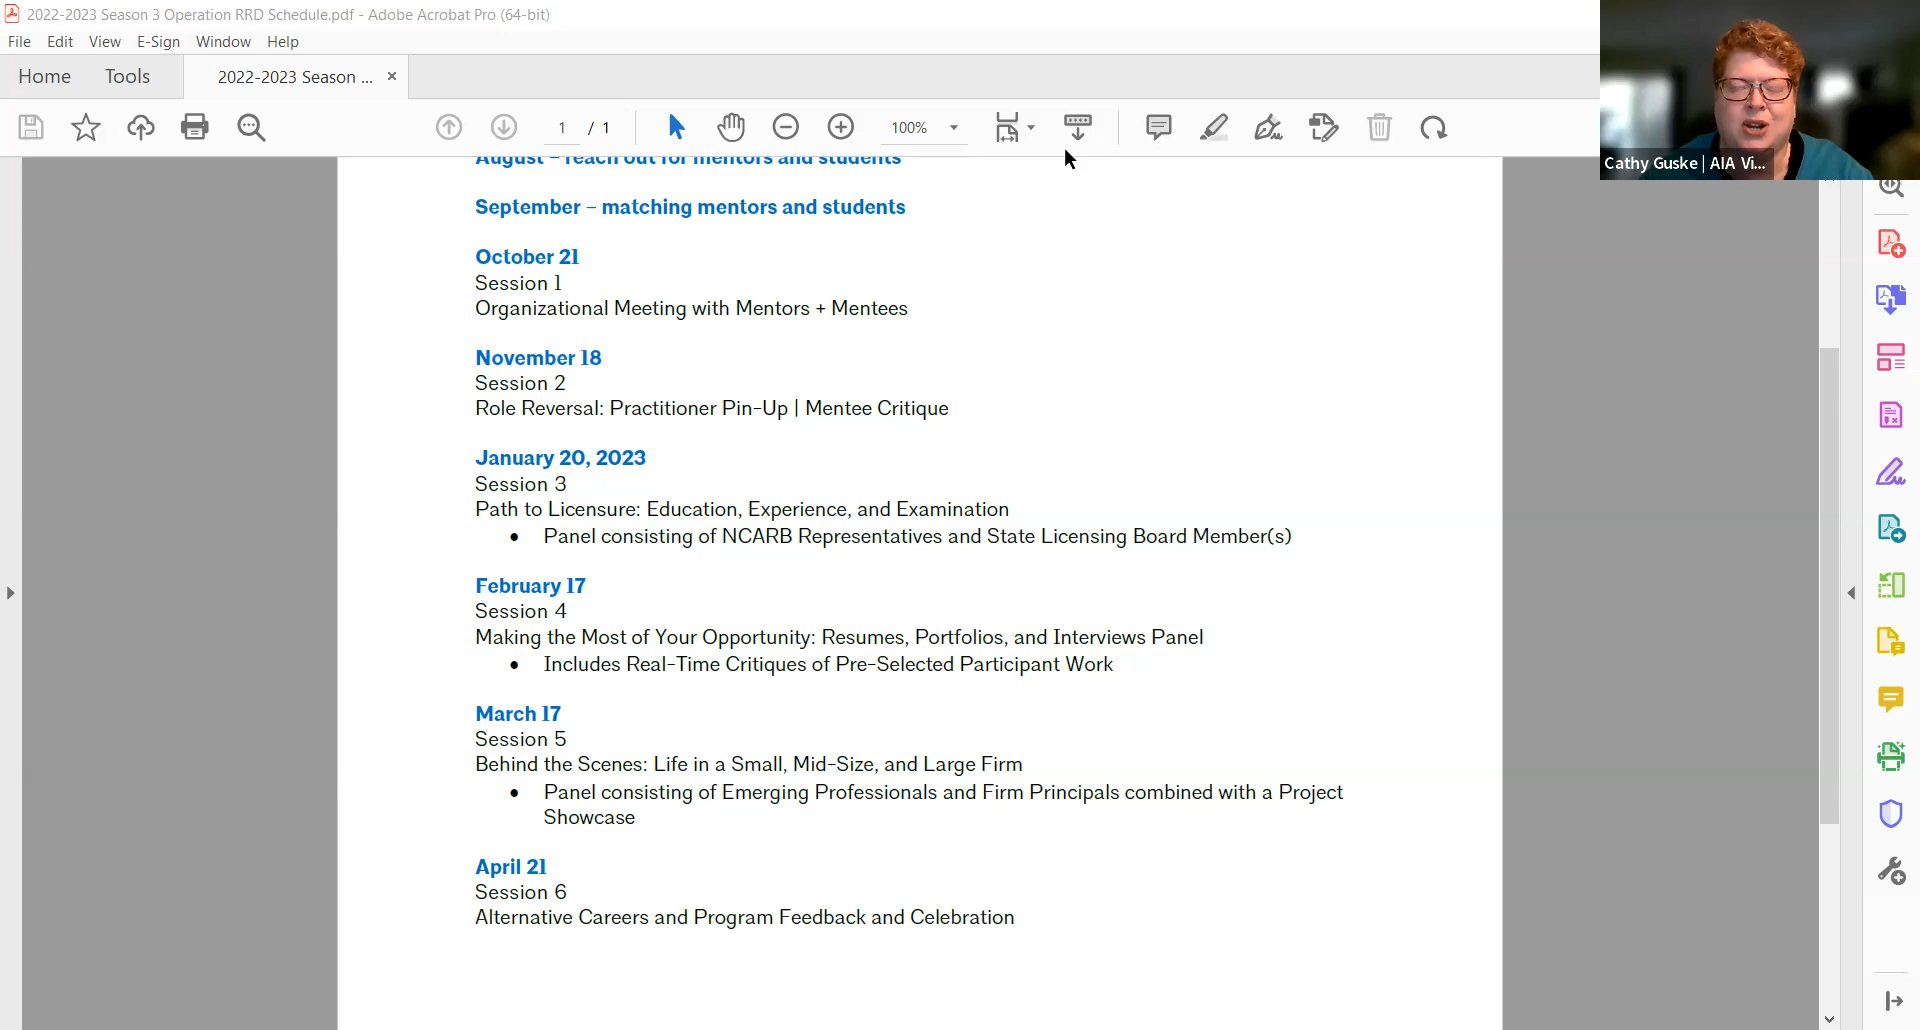 2022-2023 Season 3 Operation RRD Schedule.pdf - Adobe Acrobat Pro (64-bit)
File Edit View E-Sign Window Help
Home Tools 2022-2023 Season ... ×
1 / 1 100%
Cathy Guske | AIA Vi...
August – reach out for mentors and students
September – matching mentors and students
October 21
Session 1
Organizational Meeting with Mentors + Mentees
November 18
Session 2
Role Reversal: Practitioner Pin-Up | Mentee Critique
January 20, 2023
Session 3
Path to Licensure: Education, Experience, and Examination
• Panel consisting of NCARB Representatives and State Licensing Board Member(s)
February 17
Session 4
Making the Most of Your Opportunity: Resumes, Portfolios, and Interviews Panel
• Includes Real-Time Critiques of Pre-Selected Participant Work
March 17
Session 5
Behind the Scenes: Life in a Small, Mid-Size, and Large Firm
• Panel consisting of Emerging Professionals and Firm Principals combined with a Project
Showcase
April 21
Session 6
Alternative Careers and Program Feedback and Celebration